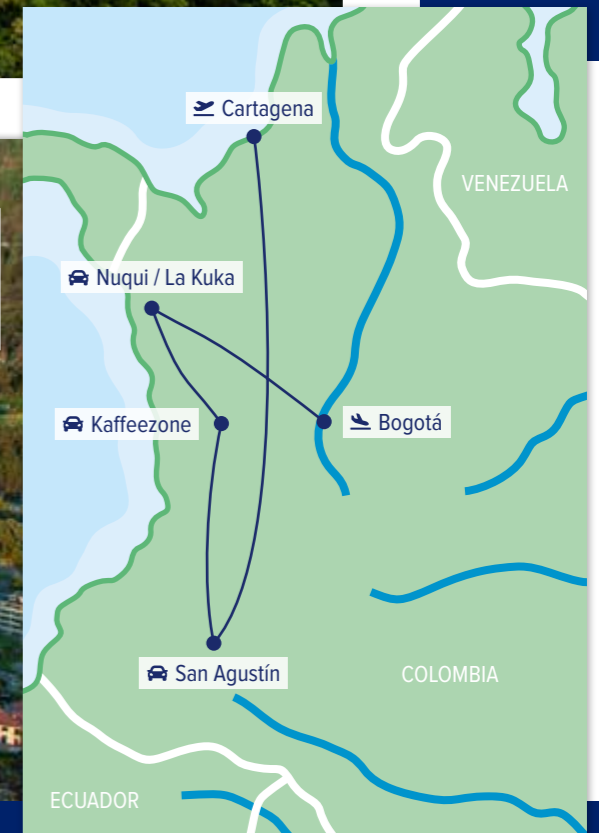 Cartagena
VENEZUELA
Nuqui / La Kuka
Kaffeezone
Bogotá
San Agustín
COLOMBIA
ECUADOR